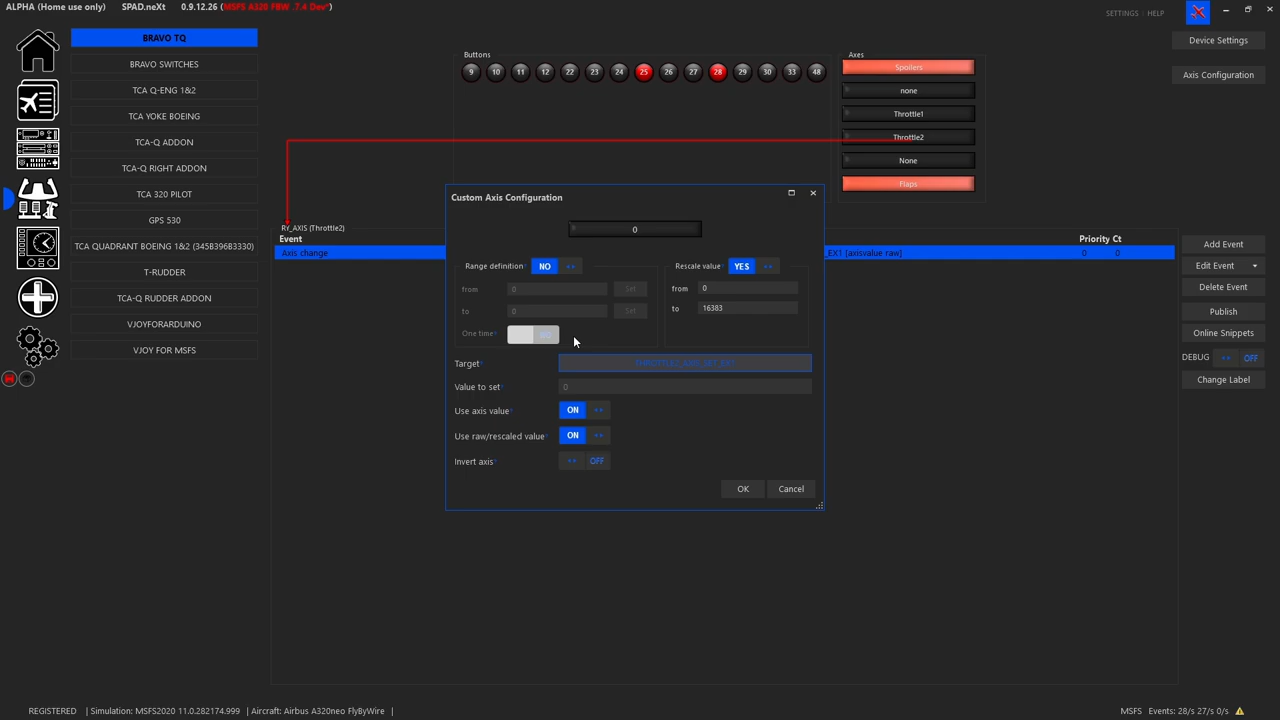 ALPHA (Home use only) SPAD.neXt 0.9.12.26 (MSFS A320 FBW .7.4 Dev*)
SETTINGS HELP
BRAVO TQ
BRAVO SWITCHES
TCA Q-ENG 1&2
TCA YOKE BOEING
TCA-Q ADDON
TCA-Q RIGHT ADDON
TCA 320 PILOT
GPS 530
TCA QUADRANT BOEING 1&2 (345B396B3330)
T-RUDDER
TCA-Q RUDDER ADDON
VJOYFORARDUINO
VJOY FOR MSFS
Buttons
9 10 11 12 22 23 24 25 26 27 28 29 30 33 48
Axes
Spoilers
none
Throttle1
Throttle2
None
Flaps
Device Settings
Axis Configuration
(Throttle2)
Event Priority Ct
Axis change _EX1 [axisvalue raw] 0 0
Custom Axis Configuration
0
Range definition* NO
from 0 Set
to 0 Set
One time*
Rescale value* YES
from 0
to 16383
Target*
Value to set* 0
Use axis value* ON
Use raw/rescaled value* ON
Invert axis* OFF
OK Cancel
Add Event
Edit Event
Delete Event
Publish
Online Snippets
DEBUG OFF
Change Label
REGISTERED | Simulation: MSFS2020 11.0.282174.999 | Aircraft: Airbus A320neo FlyByWire |
MSFS Events: 28/s 27/s 0/s